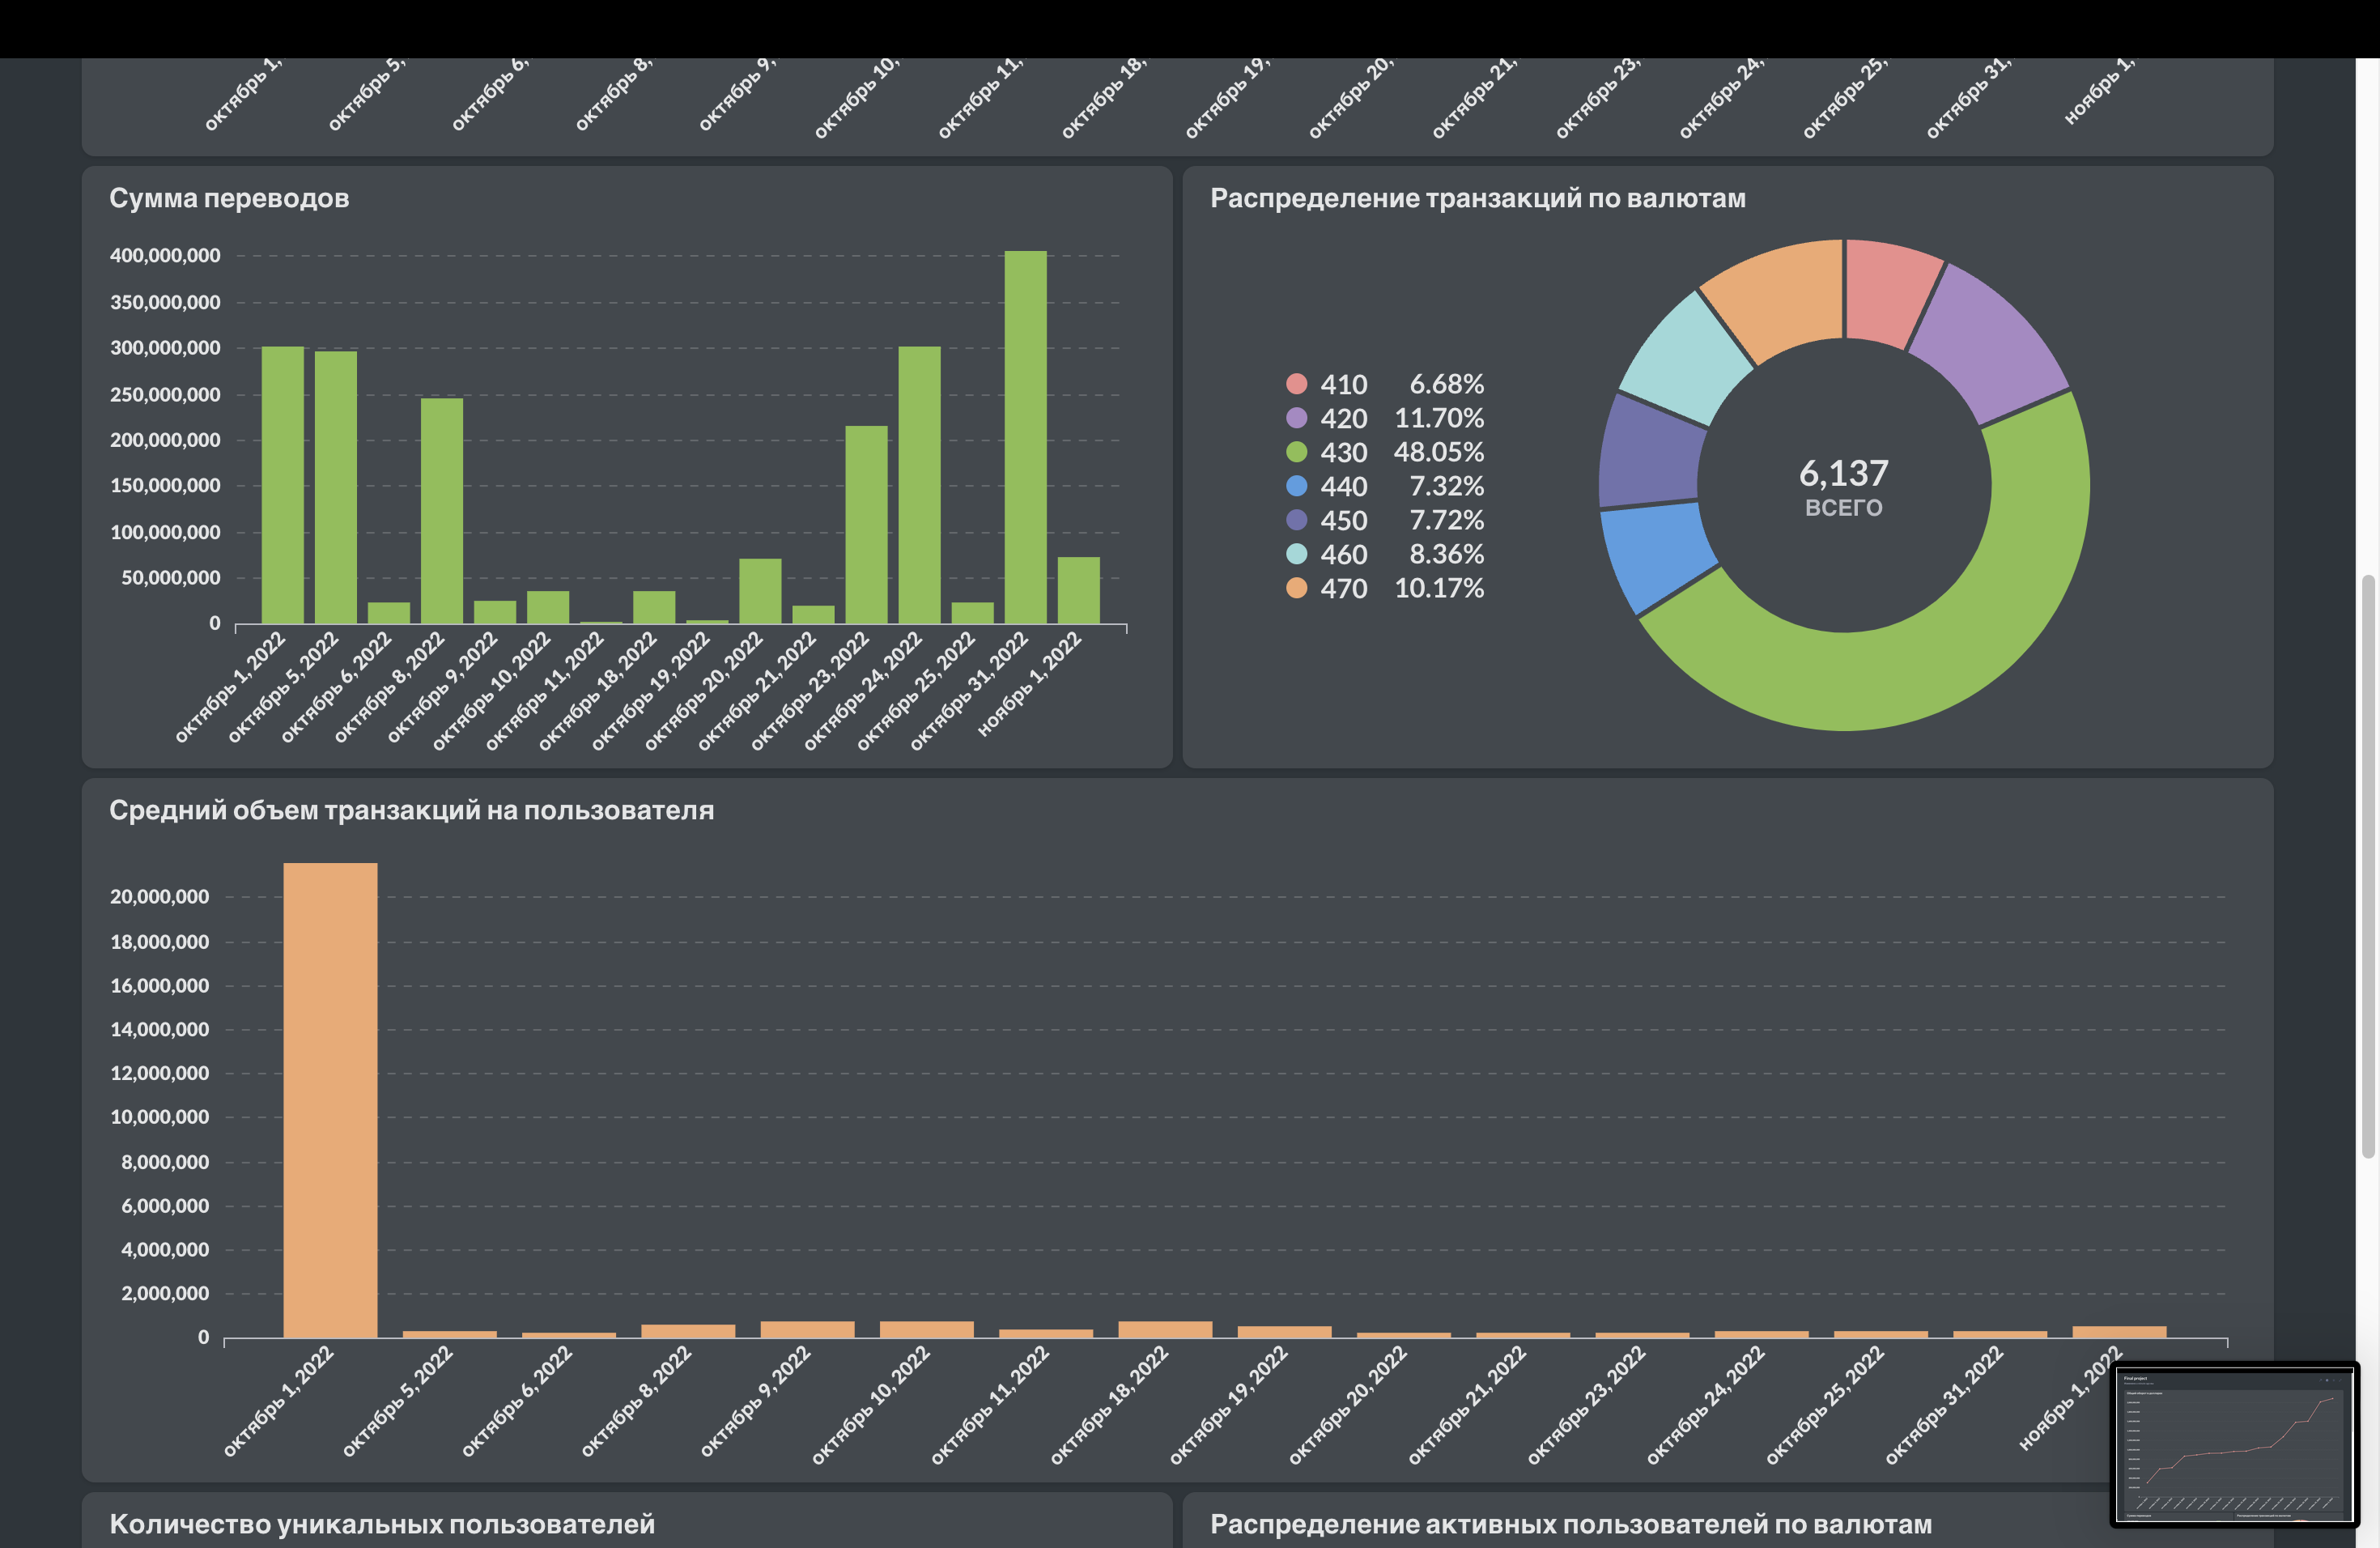 октябрь 1,
октябрь 5,
октябрь 6,
октябрь 8,
октябрь 9,
октябрь 10,
октябрь 11,
октябрь 18,
октябрь 19,
октябрь 20,
октябрь 21,
октябрь 23,
октябрь 24,
октябрь 25,
октябрь 31,
ноябрь 1,
Сумма переводов
400,000,000
350,000,000
300,000,000
250,000,000
200,000,000
150,000,000
100,000,000
50,000,000
0
октябрь 1, 2022
октябрь 5, 2022
октябрь 6, 2022
октябрь 8, 2022
октябрь 9, 2022
октябрь 10, 2022
октябрь 11, 2022
октябрь 18, 2022
октябрь 19, 2022
октябрь 20, 2022
октябрь 21, 2022
октябрь 23, 2022
октябрь 24, 2022
октябрь 25, 2022
октябрь 31, 2022
ноябрь 1, 2022
Распределение транзакций по валютам
410 6.68%
420 11.70%
430 48.05%
440 7.32%
450 7.72%
460 8.36%
470 10.17%
6,137
ВСЕГО
Средний объем транзакций на пользователя
20,000,000
18,000,000
16,000,000
14,000,000
12,000,000
10,000,000
8,000,000
6,000,000
4,000,000
2,000,000
0
октябрь 1, 2022
октябрь 5, 2022
октябрь 6, 2022
октябрь 8, 2022
октябрь 9, 2022
октябрь 10, 2022
октябрь 11, 2022
октябрь 18, 2022
октябрь 19, 2022
октябрь 20, 2022
октябрь 21, 2022
октябрь 23, 2022
октябрь 24, 2022
октябрь 25, 2022
октябрь 31, 2022
ноябрь 1, 2022
Final project
Количество уникальных пользователей
Распределение активных пользователей по валютам